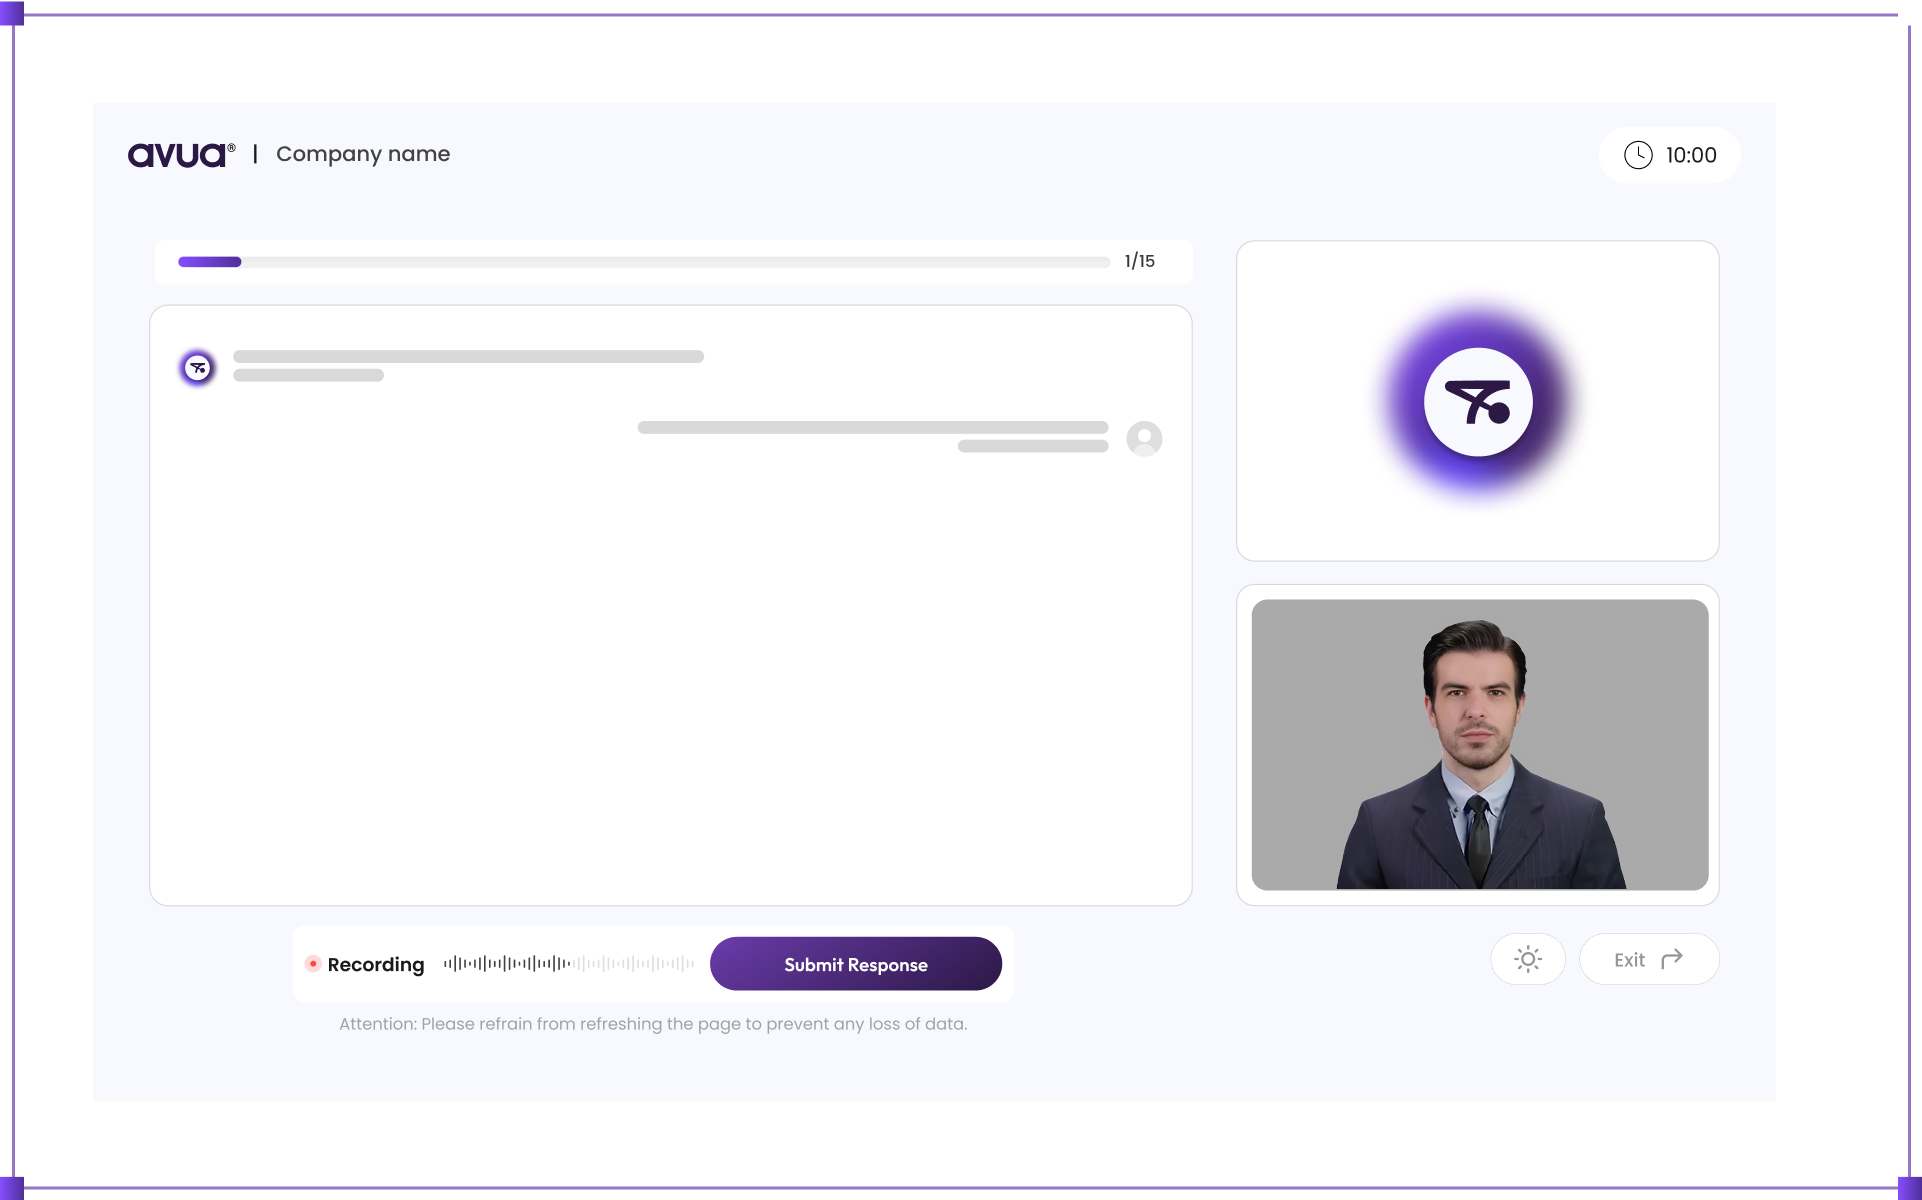 avua® | Company name
10:00
1/15
Recording
Submit Response
Exit
Attention: Please refrain from refreshing the page to prevent any loss of data.